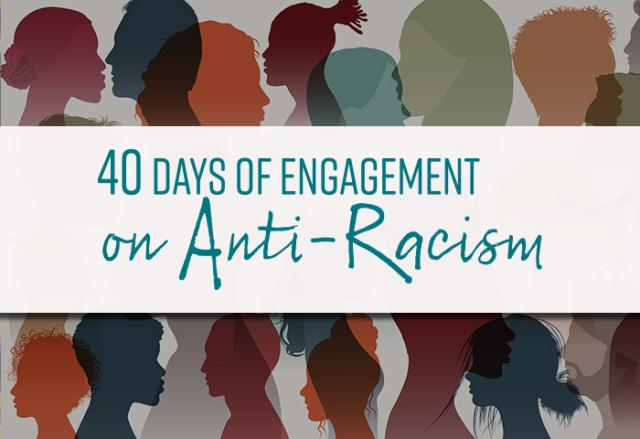 40 DAYS OF ENGAGEMENT
on Anti-Racism